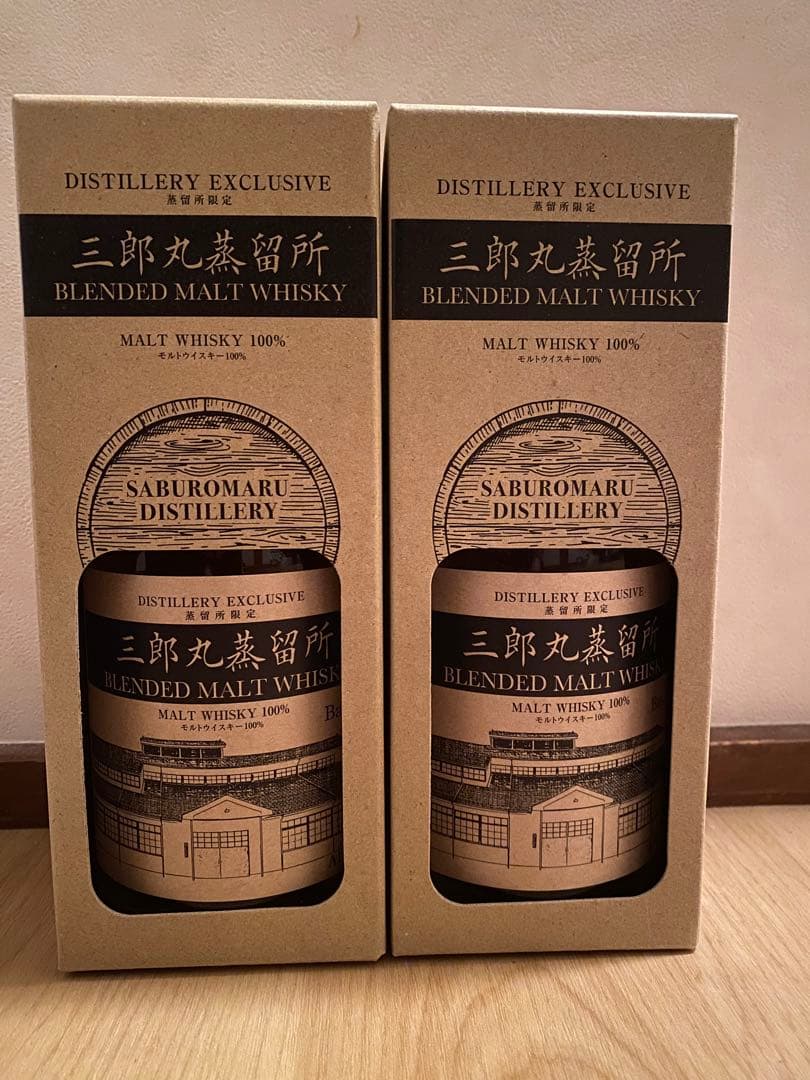 DISTILLERY EXCLUSIVE
蒸留所限定
三郎丸蒸留所
BLENDED MALT WHISKY
MALT WHISKY 100%
モルトウイスキー100%
SABUROMARU
DISTILLERY
DISTILLERY EXCLUSIVE
蒸留所限定
三郎丸蒸留所
BLENDED MALT WHISK
MALT WHISKY 100%
モルトウイスキー100%
DISTILLERY EXCLUSIVE
蒸留所限定
三郎丸蒸留所
BLENDED MALT WHISKY
MALT WHISKY 100%
モルトウイスキー100%
SABUROMARU
DISTILLERY
DISTILLERY EXCLUSIVE
蒸留所限定
三郎丸蒸留所
BLENDED MALT WHISKY
MALT WHISKY 100%
モルトウイスキー100%